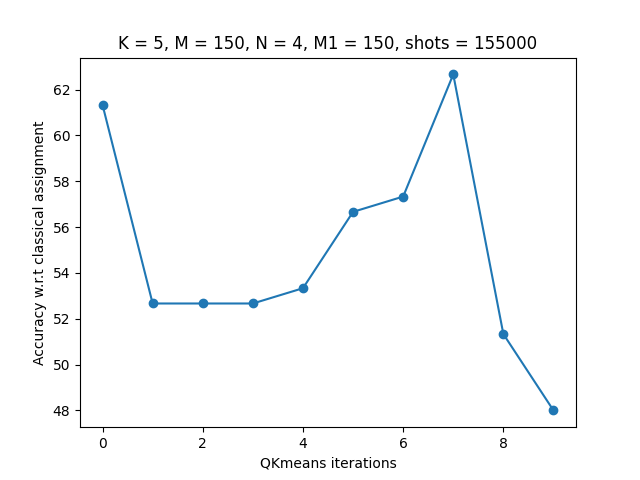 K = 5, M = 150, N = 4, M1 = 150, shots = 155000
Accuracy w.r.t classical assignment
62
60
58
56
54
52
50
48
0 2 4 6 8
QKmeans iterations